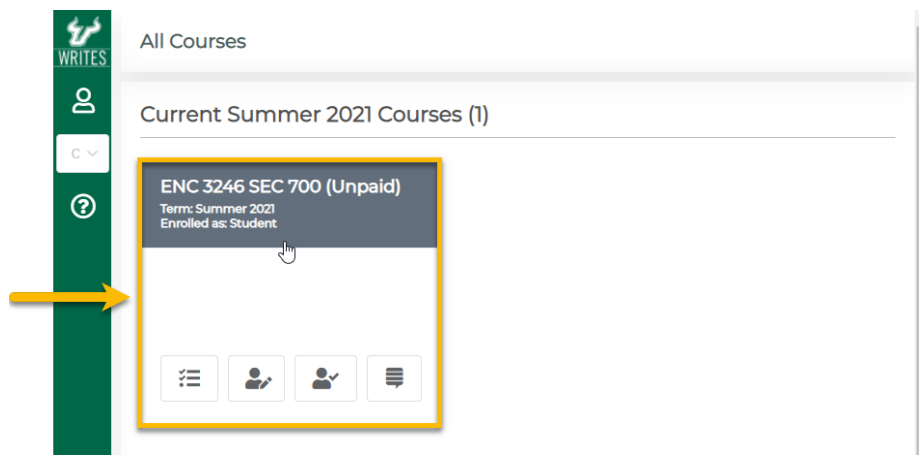 WRITES
All Courses
Current Summer 2021 Courses (1)
C
ENC 3246 SEC 700 (Unpaid)
Term: Summer 2021
Enrolled as: Student
?